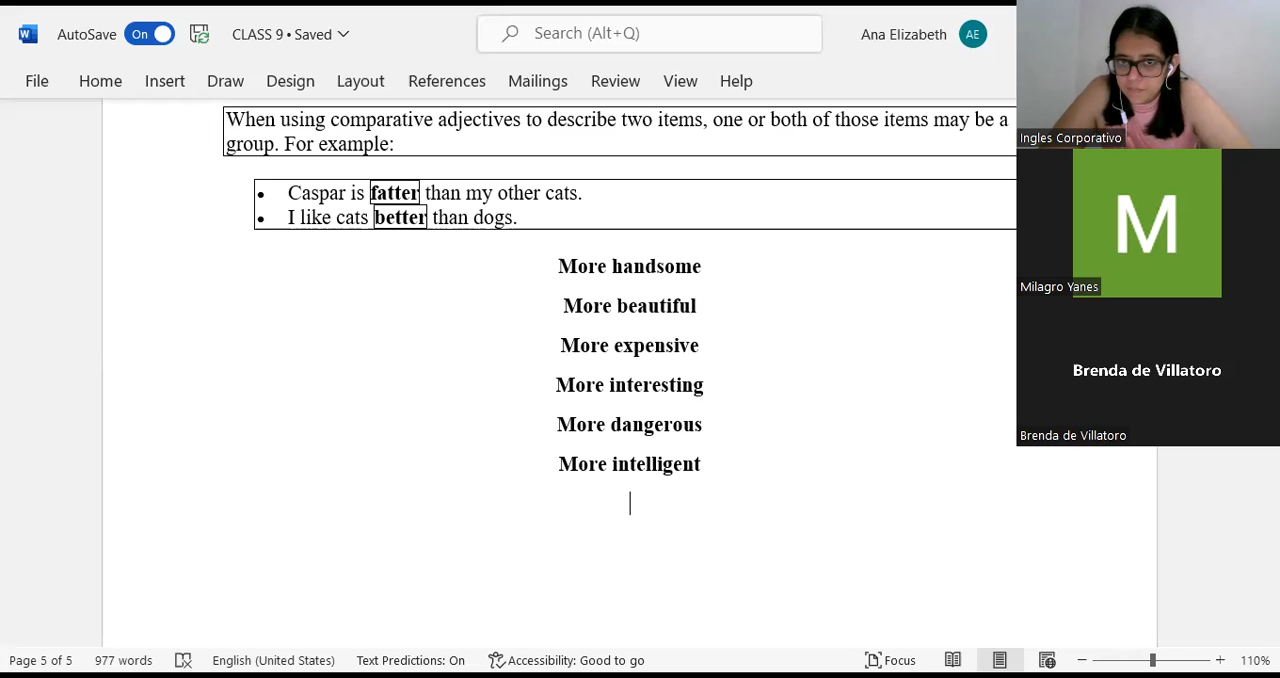 AutoSave On CLASS 9 • Saved Search (Alt+Q) Ana Elizabeth AE
File Home Insert Draw Design Layout References Mailings Review View Help
When using comparative adjectives to describe two items, one or both of those items may be a
group. For example:
• Caspar is fatter than my other cats.
• I like cats better than dogs.
More handsome
More beautiful
More expensive
More interesting
More dangerous
More intelligent
Ingles Corporativo
M
Milagro Yanes
Brenda de Villatoro
Brenda de Villatoro
Page 5 of 5 977 words English (United States) Text Predictions: On Accessibility: Good to go Focus 110%